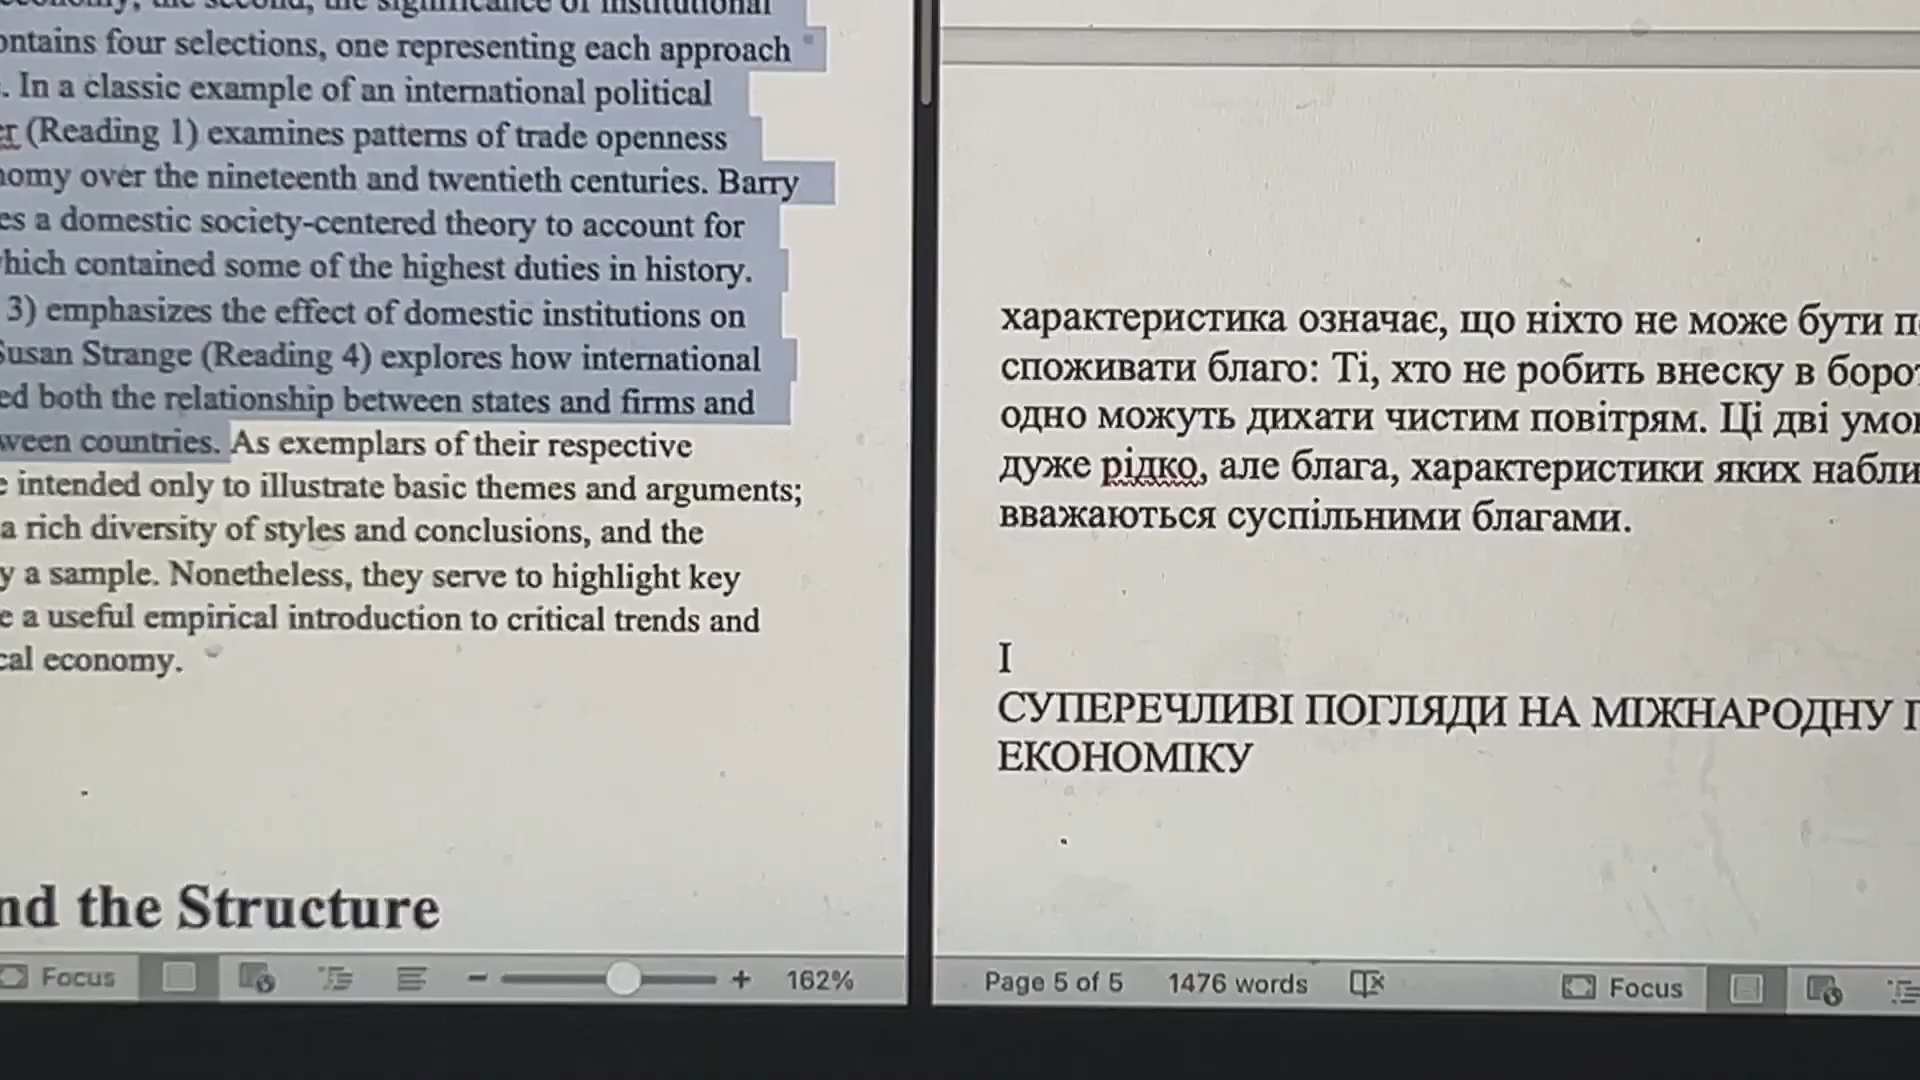 significance of institutional
contains four selections, one representing each approach
. In a classic example of an international political
(Reading 1) examines patterns of trade openness
over the nineteenth and twentieth centuries. Barry
a domestic society-centered theory to account for
which contained some of the highest duties in history.
3) emphasizes the effect of domestic institutions on
Susan Strange (Reading 4) explores how international
both the relationship between states and firms and
countries. As exemplars of their respective
intended only to illustrate basic themes and arguments;
a rich diversity of styles and conclusions, and the
a sample. Nonetheless, they serve to highlight key
a useful empirical introduction to critical trends and
economy.
nd the Structure
Focus
162%
характеристика означає, що ніхто не може бути
споживати благо: Ті, хто не робить внеску в
одно можуть дихати чистим повітрям. Ці дві
дуже рідко, але блага, характеристики яких
вважаються суспільними благами.
І
СУПЕРЕЧЛИВІ ПОГЛЯДИ НА МІЖНАРОДНУ
ЕКОНОМІКУ
Page 5 of 5 1476 words
Focus